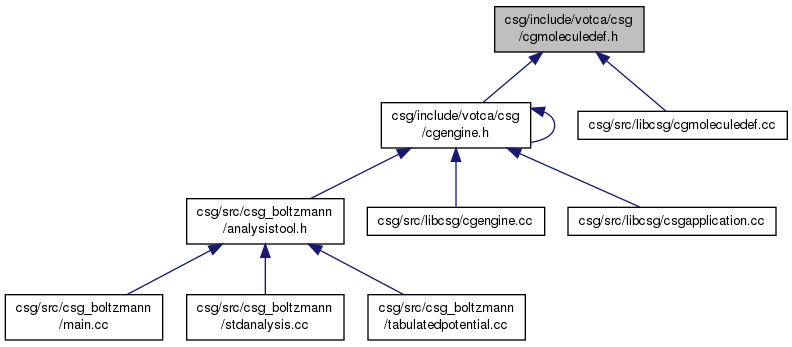 csg/include/votca/csg
/cgmoleculedef.h
csg/include/votca/csg
/cgengine.h
csg/src/libcsg/cgmoleculedef.cc
csg/src/csg_boltzmann
/analysistool.h
csg/src/libcsg/cgengine.cc
csg/src/libcsg/csgapplication.cc
csg/src/csg_boltzmann
/main.cc
csg/src/csg_boltzmann
/stdanalysis.cc
csg/src/csg_boltzmann
/tabulatedpotential.cc